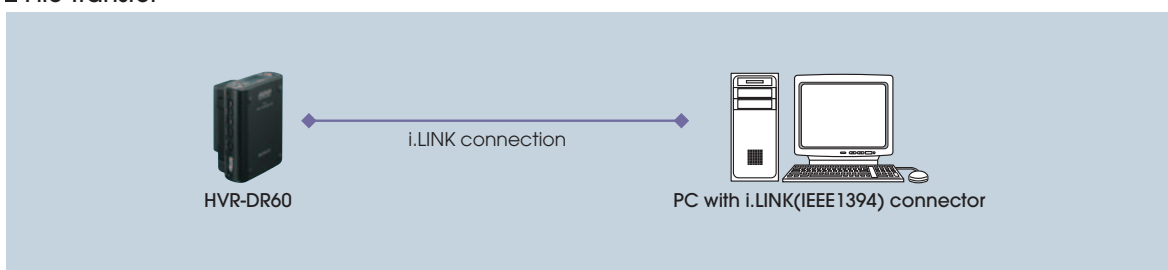 i.LINK connection
HVR-DR60
PC with i.LINK(IEEE1394) connector